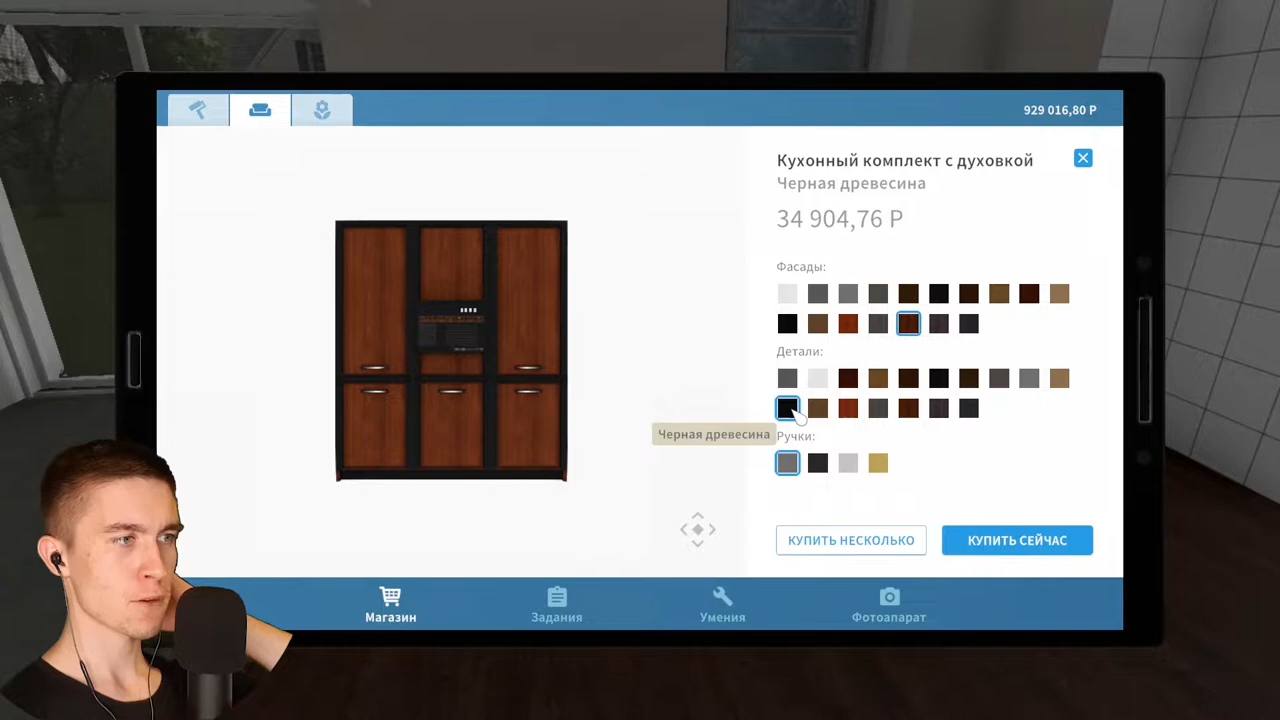 929 016,80 Р
Кухонный комплект с духовкой
Черная древесина
34 904,76 Р
Фасады:
Детали:
Черная древесина
Ручки:
КУПИТЬ НЕСКОЛЬКО
КУПИТЬ СЕЙЧАС
Магазин
Задания
Умения
Фотоапарат